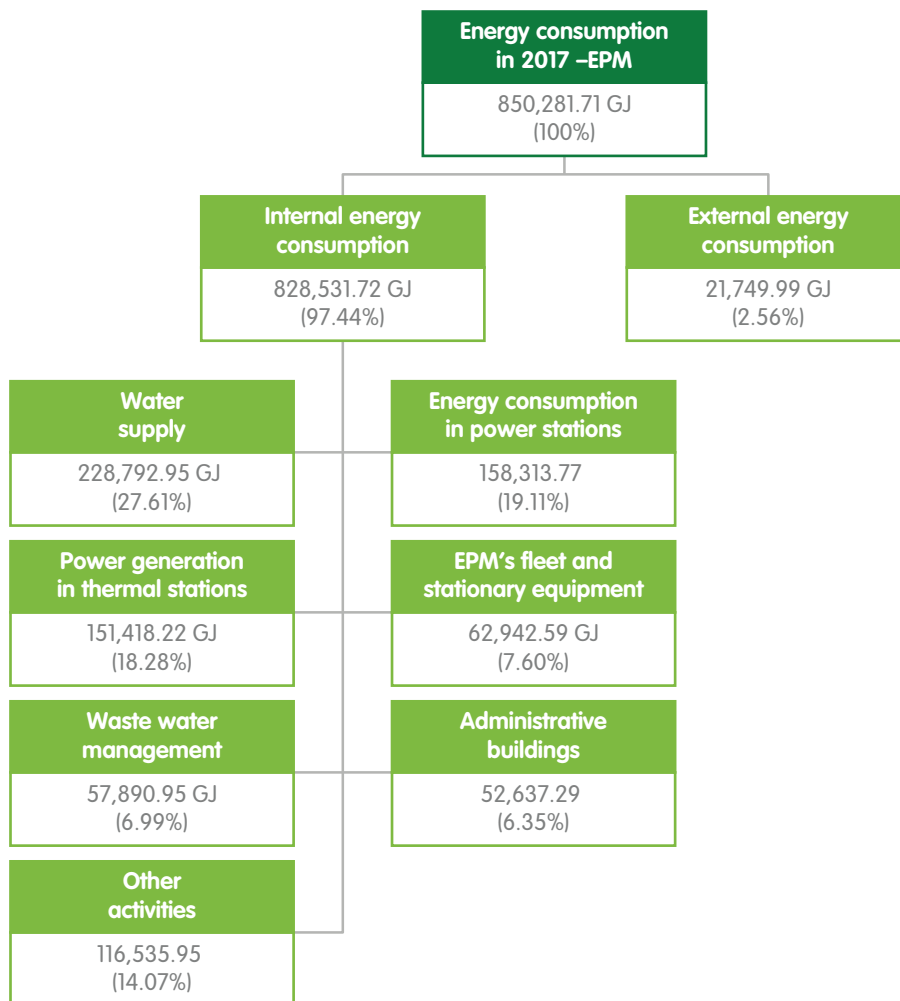 Energy consumption
in 2017 –EPM
850,281.71 GJ
(100%)
Internal energy
consumption
828,531.72 GJ
(97.44%)
External energy
consumption
21,749.99 GJ
(2.56%)
Water
supply
228,792.95 GJ
(27.61%)
Energy consumption
in power stations
158,313.77
(19.11%)
Power generation
in thermal stations
151,418.22 GJ
(18.28%)
EPM's fleet and
stationary equipment
62,942.59 GJ
(7.60%)
Waste water
management
57,890.95 GJ
(6.99%)
Administrative
buildings
52,637.29
(6.35%)
Other
activities
116,535.95
(14.07%)